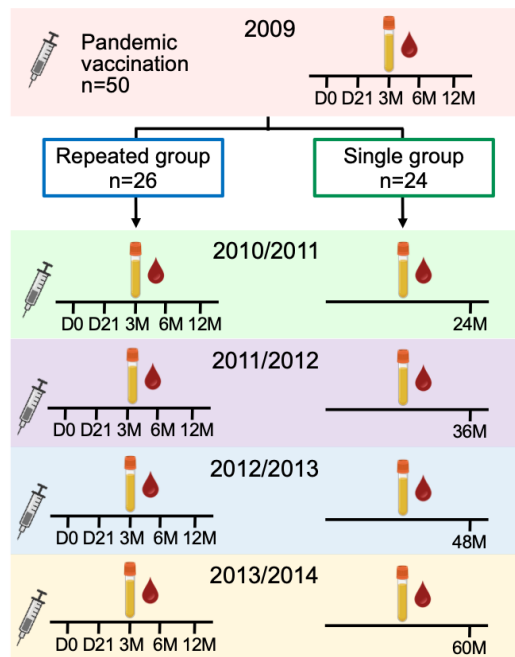 2009
Pandemic
vaccination
n=50
D0 D21 3M 6M 12M
Repeated group
n=26
Single group
n=24
2010/2011
D0 D21 3M 6M 12M
24M
2011/2012
D0 D21 3M 6M 12M
36M
2012/2013
D0 D21 3M 6M 12M
48M
2013/2014
D0 D21 3M 6M 12M
60M